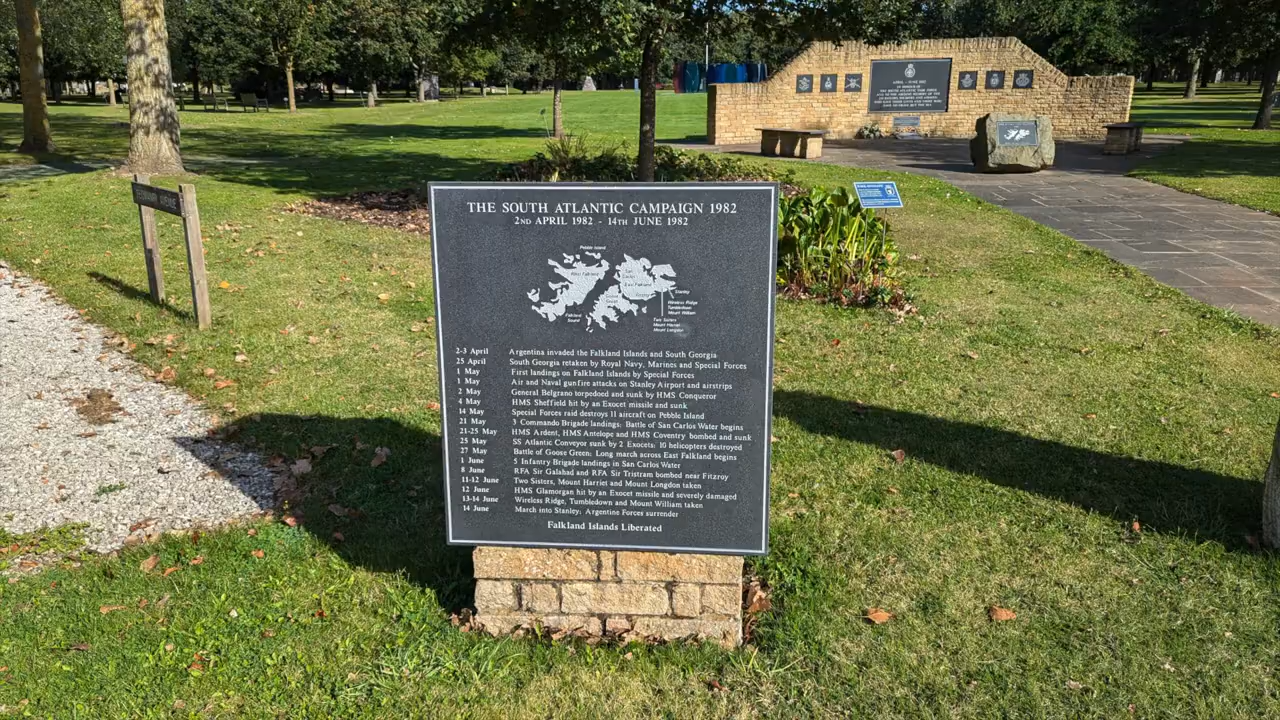 THE SOUTH ATLANTIC CAMPAIGN 1982
2ND APRIL 1982 - 14TH JUNE 1982
Pebble Island
West Falkland
San Carlos
East Falkland
Goose Green
Fitzroy
Stanley
Wireless Ridge
Tumbledown
Mount William
Falkland Sound
Two Sisters
Mount Harriet
Mount Longdon
2-3 April Argentina invaded the Falkland Islands and South Georgia
25 April South Georgia retaken by Royal Navy, Marines and Special Forces
1 May First landings on Falkland Islands by Special Forces
1 May Air and Naval gunfire attacks on Stanley Airport and airstrips
2 May General Belgrano torpedoed and sunk by HMS Conqueror
4 May HMS Sheffield hit by an Exocet missile and sunk
14 May Special Forces raid destroys 11 aircraft on Pebble Island
21 May 3 Commando Brigade landings: Battle of San Carlos Water begins
21-25 May HMS Ardent, HMS Antelope and HMS Coventry bombed and sunk
25 May SS Atlantic Conveyor sunk by 2 Exocets: 10 helicopters destroyed
27 May Battle of Goose Green: Long march across East Falkland begins
1 June 5 Infantry Brigade landings in San Carlos Water
8 June RFA Sir Galahad and RFA Sir Tristram bombed near Fitzroy
11-12 June Two Sisters, Mount Harriet and Mount Longdon taken
12 June HMS Glamorgan hit by an Exocet missile and severely damaged
13-14 June Wireless Ridge, Tumbledown and Mount William taken
14 June March into Stanley: Argentine Forces surrender
Falkland Islands Liberated